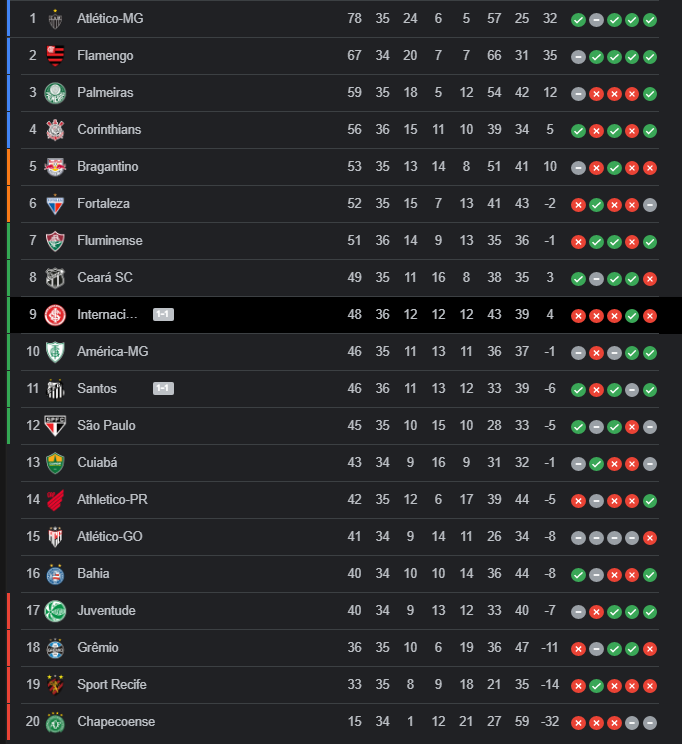 1 Atlético-MG 78 35 24 6 5 57 25 32
2 Flamengo 67 34 20 7 7 66 31 35
3 Palmeiras 59 35 18 5 12 54 42 12
4 Corinthians 56 36 15 11 10 39 34 5
5 Bragantino 53 35 13 14 8 51 41 10
6 Fortaleza 52 35 15 7 13 41 43 -2
7 Fluminense 51 36 14 9 13 35 36 -1
8 Ceará SC 49 35 11 16 8 38 35 3
9 Internaci... 1-1 48 36 12 12 12 43 39 4
10 América-MG 46 35 11 13 11 36 37 -1
11 Santos 1-1 46 36 11 13 12 33 39 -6
12 São Paulo 45 35 10 15 10 28 33 -5
13 Cuiabá 43 34 9 16 9 31 32 -1
14 Athletico-PR 42 35 12 6 17 39 44 -5
15 Atlético-GO 41 34 9 14 11 26 34 -8
16 Bahia 40 34 10 10 14 36 44 -8
17 Juventude 40 34 9 13 12 33 40 -7
18 Grêmio 36 35 10 6 19 36 47 -11
19 Sport Recife 33 35 8 9 18 21 35 -14
20 Chapecoense 15 34 1 12 21 27 59 -32